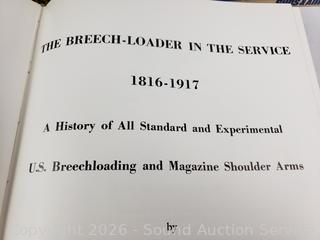 THE BREECH-LOADER IN THE SERVICE
1816-1917
A History of All Standard and Experimental
U.S. Breechloading and Magazine Shoulder Arms
by
Copyright 2026 - Sound Auction Service